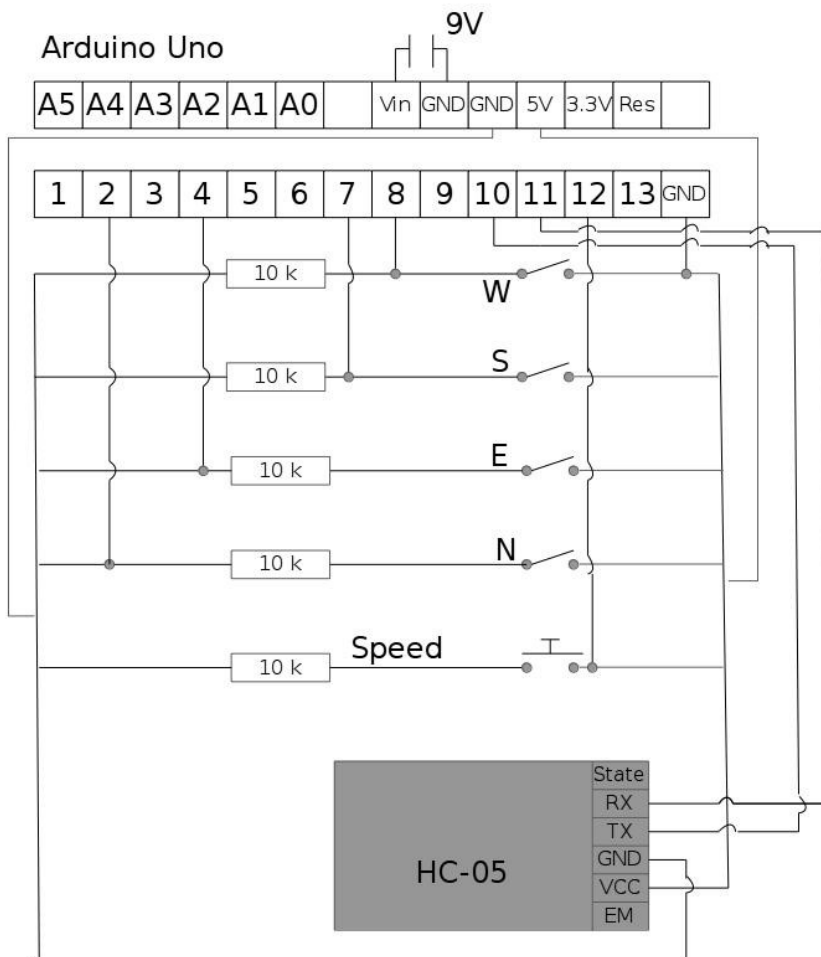 9V
Arduino Uno
A5 A4 A3 A2 A1 A0 Vin GND GND 5V 3.3V Res
1 2 3 4 5 6 7 8 9 10 11 12 13 GND
10 k
W
10 k
S
10 k
E
10 k
N
10 k
Speed
State
RX
TX
GND
HC-05
VCC
EM